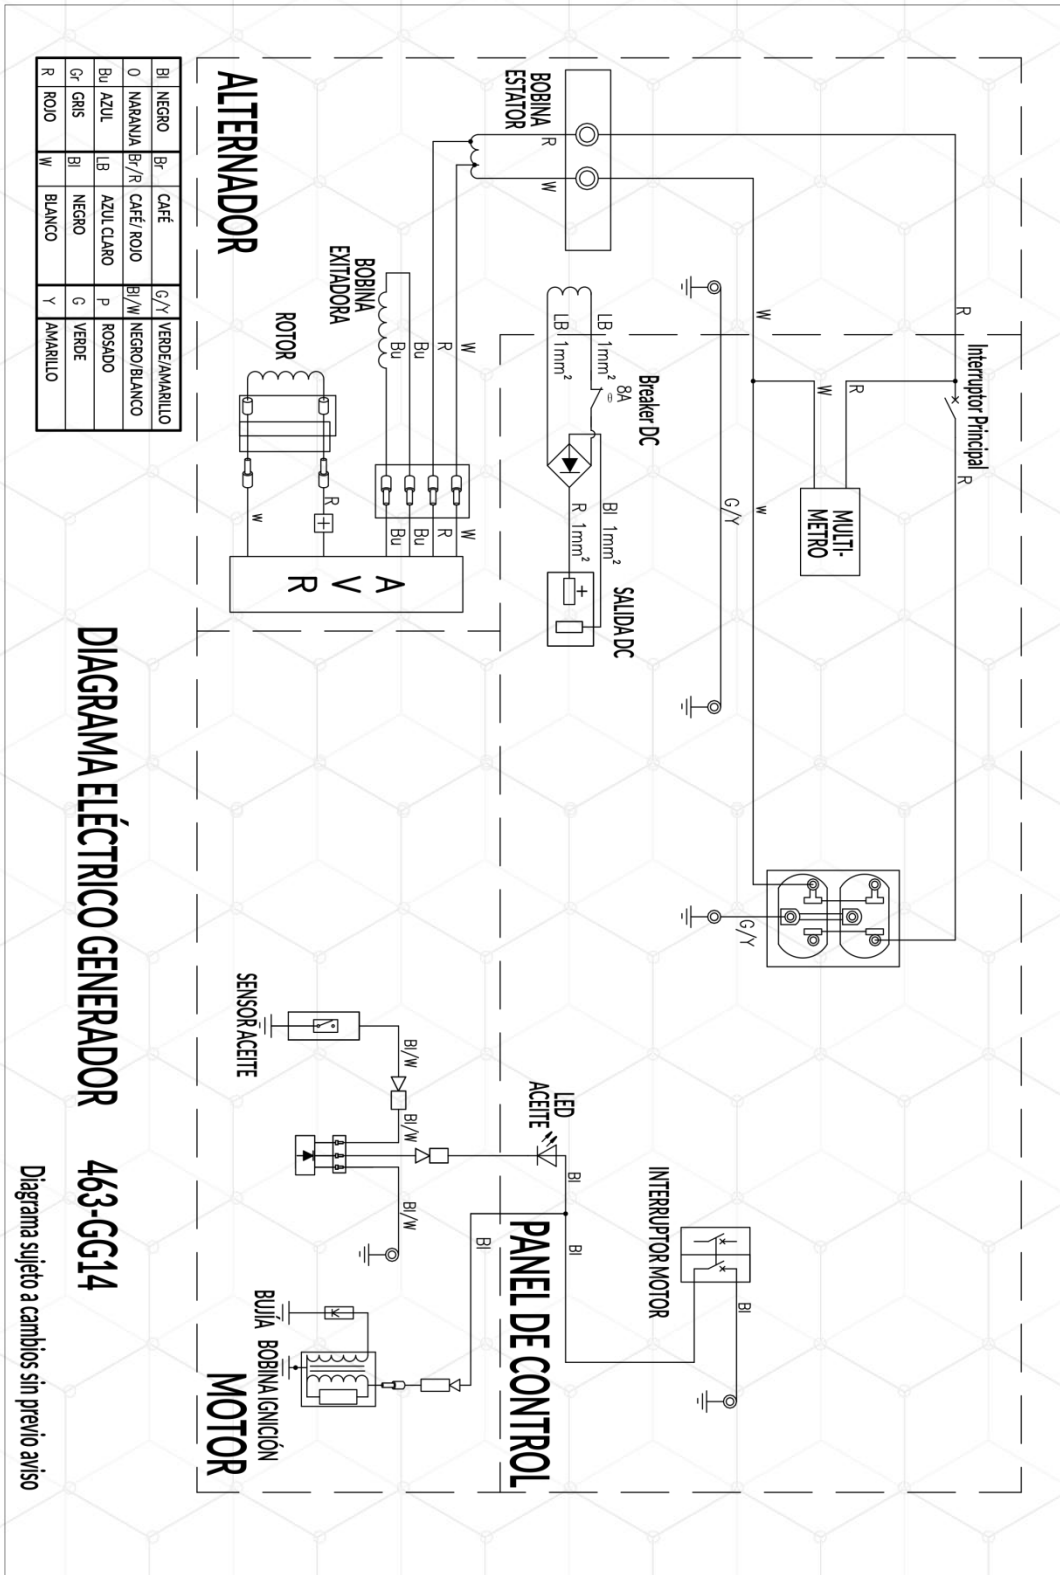 Interruptor Principal
R
R
R
W
W
w
MULTI-
METRO
G/Y
G/Y
BOBINA
ESTATOR
R
W
LB 1mm²
LB 1mm²
8A
Breaker DC
Bl 1mm²
R 1mm²
SALIDA DC
+
ALTERNADOR
BOBINA
EXITADORA
W
R
Bu
Bu
W
R
Bu
Bu
ROTOR
R
+
w
A V R
PANEL DE CONTROL
INTERRUPTOR MOTOR
Bl
LED
ACEITE
Bl
Bl
Bl
SENSOR ACEITE
Bl/W
Bl/W
Bl/W
BUJÍA
BOBINA IGNICIÓN
MOTOR
Bl NEGRO Br CAFÉ G/Y VERDE/AMARILLO
O NARANJA Br/R CAFÉ/ROJO Bl/W NEGRO/BLANCO
Bu AZUL LB AZUL CLARO P ROSADO
Gr GRIS Bl NEGRO G VERDE
R ROJO W BLANCO Y AMARILLO
DIAGRAMA ELÉCTRICO GENERADOR 463-GG14
Diagrama sujeto a cambios sin previo aviso